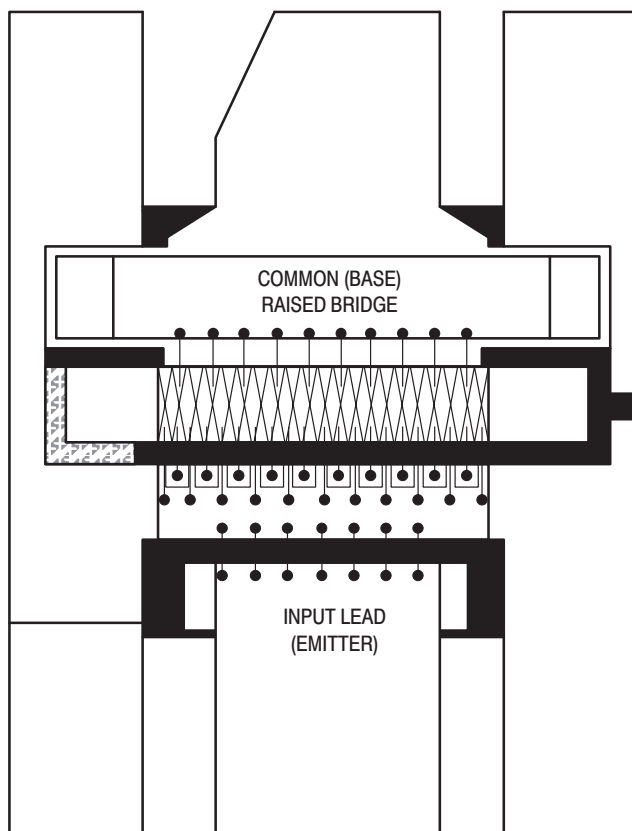 COMMON (BASE)
RAISED BRIDGE
INPUT LEAD
(EMITTER)